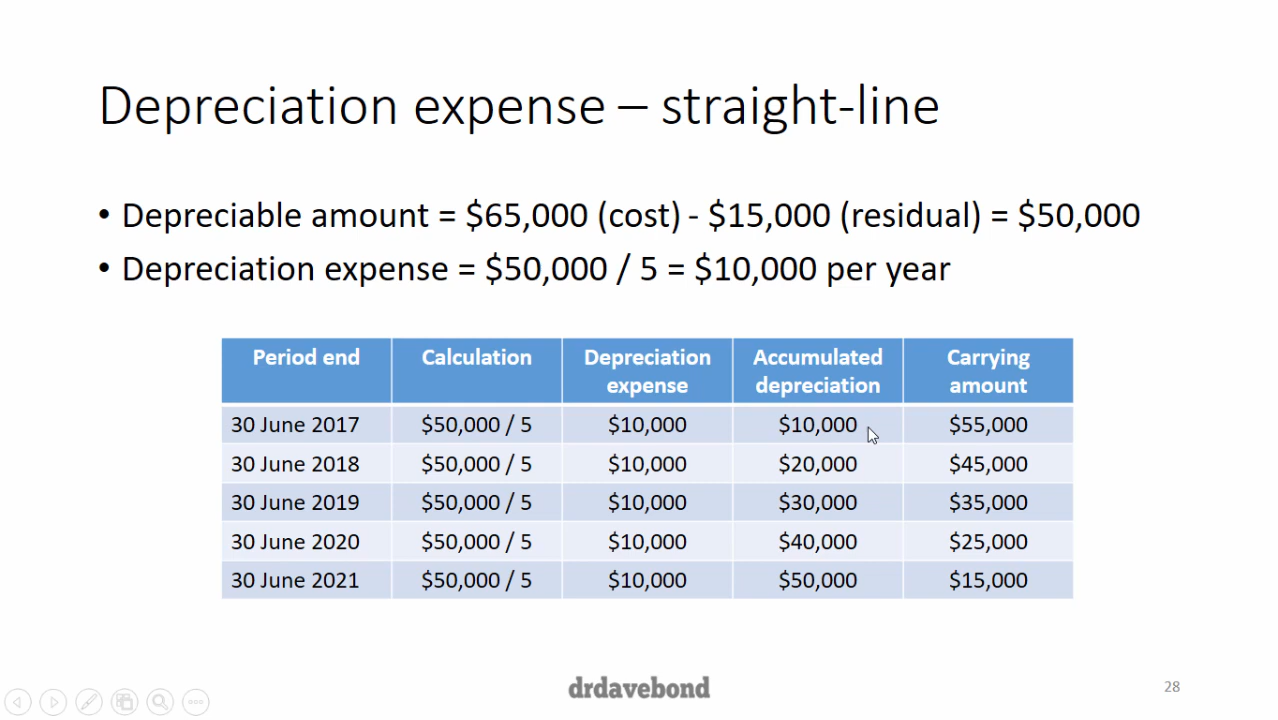 Depreciation expense – straight-line
• Depreciable amount = $65,000 (cost) - $15,000 (residual) = $50,000
• Depreciation expense = $50,000 / 5 = $10,000 per year
Period end Calculation Depreciation expense Accumulated depreciation Carrying amount
30 June 2017 $50,000 / 5 $10,000 $10,000 $55,000
30 June 2018 $50,000 / 5 $10,000 $20,000 $45,000
30 June 2019 $50,000 / 5 $10,000 $30,000 $35,000
30 June 2020 $50,000 / 5 $10,000 $40,000 $25,000
30 June 2021 $50,000 / 5 $10,000 $50,000 $15,000
drdavebond
28